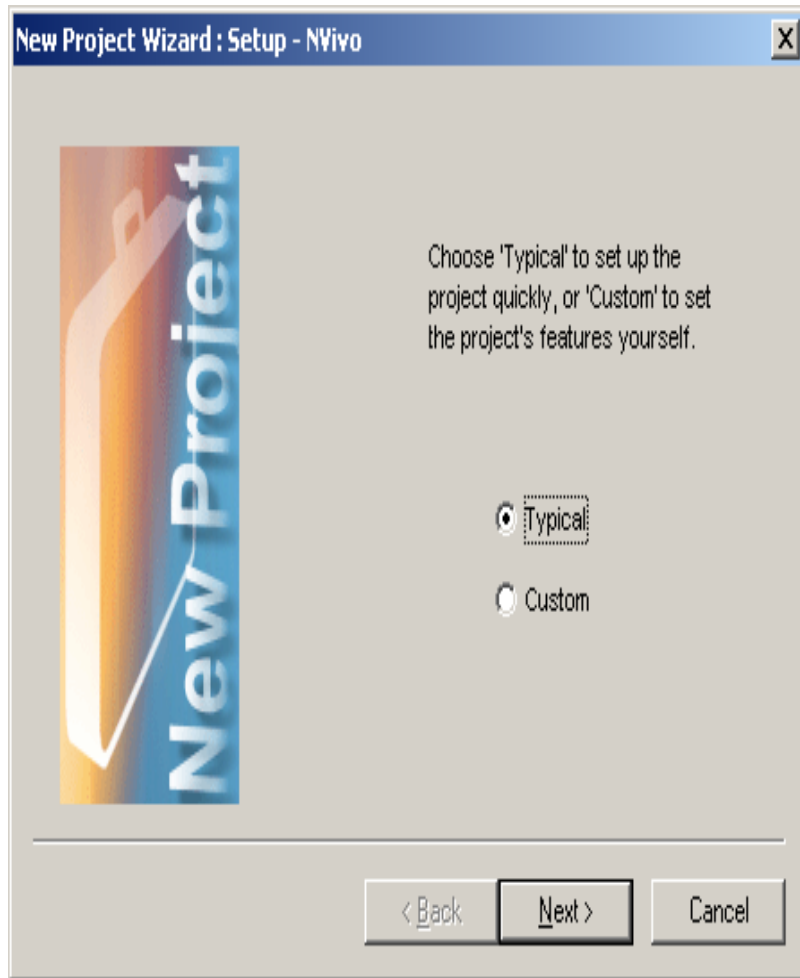 New Project Wizard : Setup - NVivo
New Project
Choose 'Typical' to set up the
project quickly, or 'Custom' to set
the project's features yourself.
Typical
Custom
< Back
Next >
Cancel